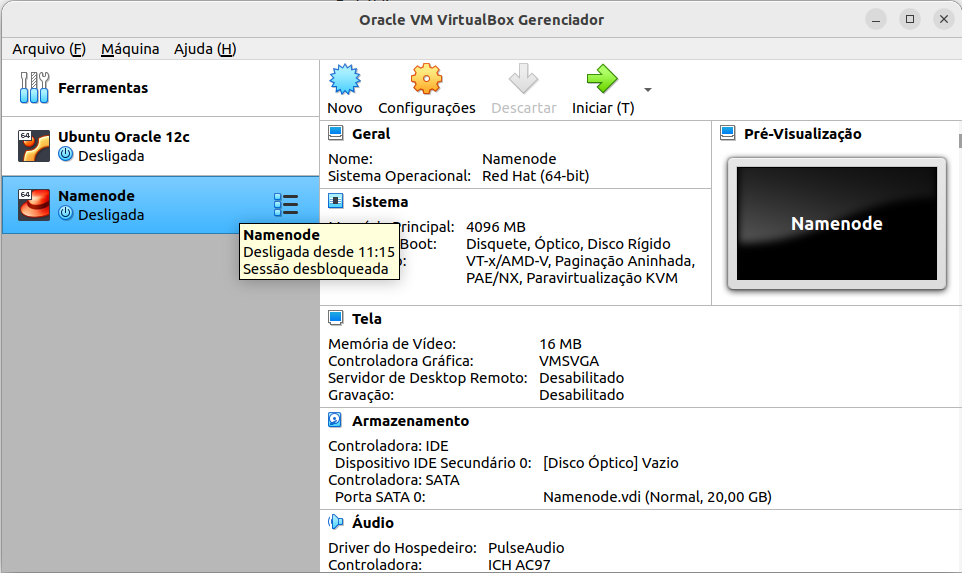 Oracle VM VirtualBox Gerenciador
Arquivo (F) Máquina Ajuda (H)
Ferramentas
64
Ubuntu Oracle 12c
Desligada
64
Namenode
Desligada
Namenode
Desligada desde 11:15
Sessão desbloqueada
Novo Configurações Descartar Iniciar (T)
Geral
Nome: Namenode
Sistema Operacional: Red Hat (64-bit)
Sistema
Principal: 4096 MB
Boot: Disquete, Óptico, Disco Rígido
VT-x/AMD-V, Paginação Aninhada,
PAE/NX, Paravirtualização KVM
Pré-Visualização
Namenode
Tela
Memória de Vídeo: 16 MB
Controladora Gráfica: VMSVGA
Servidor de Desktop Remoto: Desabilitado
Gravação: Desabilitado
Armazenamento
Controladora: IDE
Dispositivo IDE Secundário 0: [Disco Óptico] Vazio
Controladora: SATA
Porta SATA 0: Namenode.vdi (Normal, 20,00 GB)
Áudio
Driver do Hospedeiro: PulseAudio
Controladora: ICH AC97